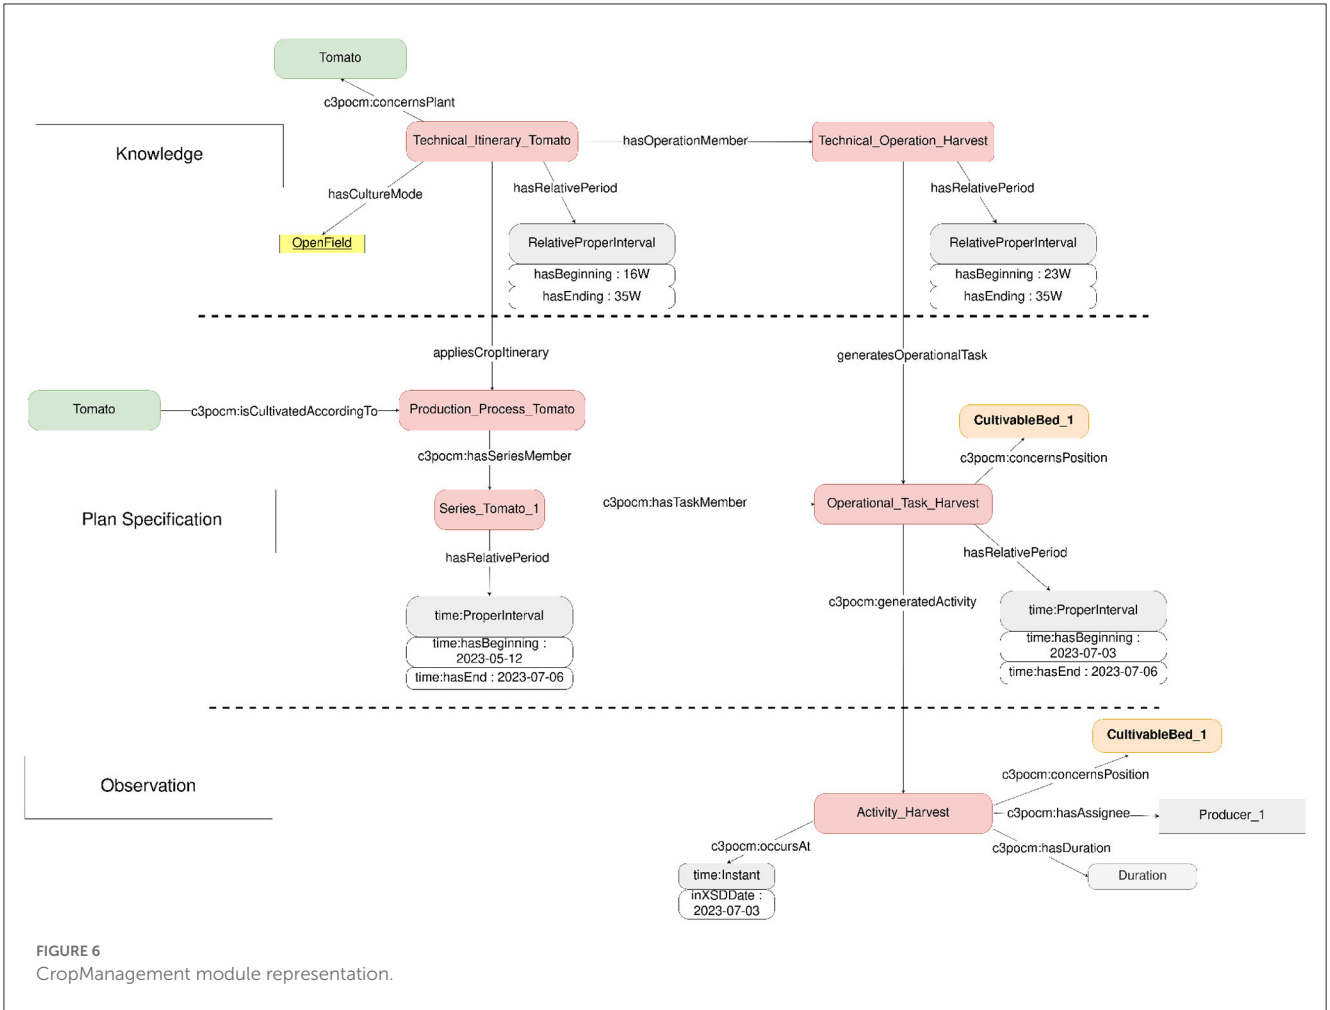 Tomato
c3pocm:concernsPlant
Technical_Itinerary_Tomato
hasOperationMember
Technical_Operation_Harvest
Knowledge
hasCultureMode
hasRelativePeriod
hasRelativePeriod
OpenField
RelativeProperInterval
RelativeProperInterval
hasBeginning : 16W
hasBeginning : 23W
hasEnding : 35W
hasEnding : 35W
appliesCropItinerary
generatesOperationalTask
Tomato
c3pocm:isCultivatedAccordingTo
Production_Process_Tomato
CultivableBed_1
c3pocm:hasSeriesMember
c3pocm:concernsPosition
Plan Specification
Series_Tomato_1
c3pocm:hasTaskMember
Operational_Task_Harvest
hasRelativePeriod
hasRelativePeriod
c3pocm:generatedActivity
time:ProperInterval
time:ProperInterval
time:hasBeginning :
2023-05-12
time:hasBeginning :
2023-07-03
time:hasEnd : 2023-07-06
time:hasEnd : 2023-07-06
CultivableBed_1
Observation
c3pocm:concernsPosition
Activity_Harvest
c3pocm:hasAssignee
Producer_1
c3pocm:occursAt
c3pocm:hasDuration
time:Instant
Duration
inXSDDate :
2023-07-03
FIGURE 6
CropManagement module representation.